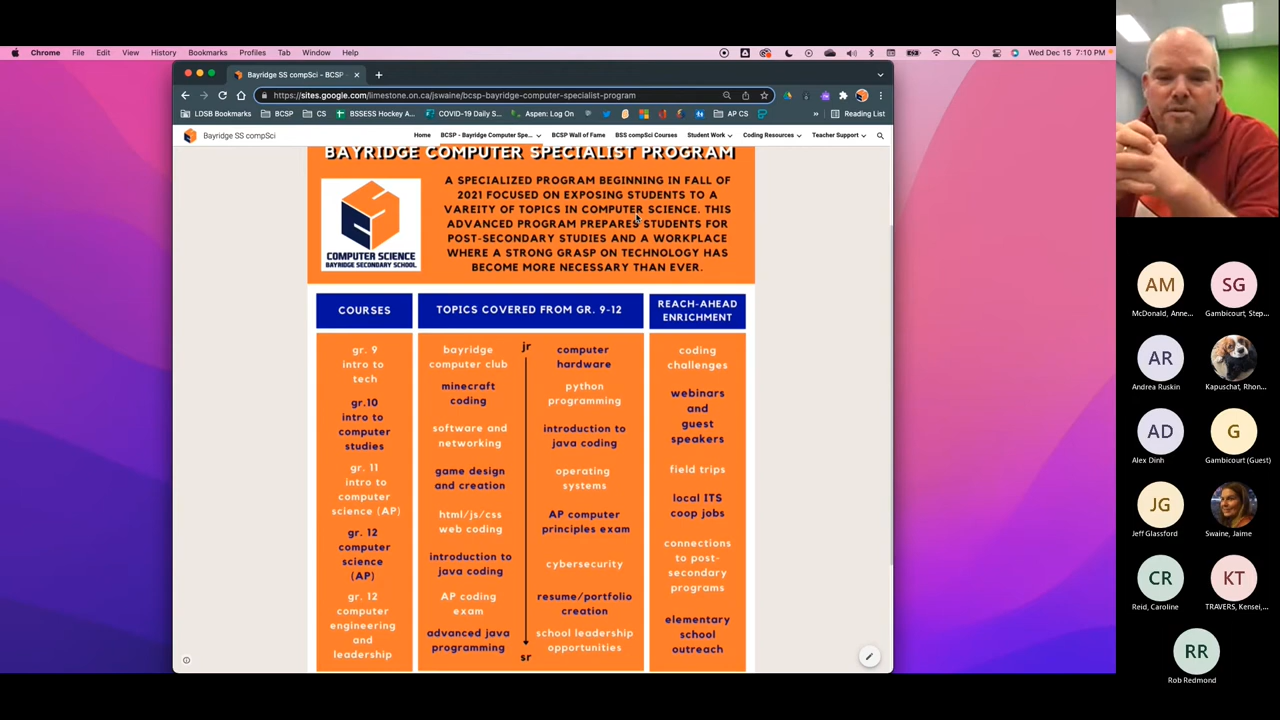 Chrome File Edit View History Bookmarks Profiles Tab Window Help
Wed Dec 15 7:10 PM
Bayridge SS compSci - BCSP
https://sites.google.com/limestone.on.ca/jswaine/bcsp-bayridge-computer-specialist-program
LDSB Bookmarks BCSP CS BSSESS Hockey A... COVID-19 Daily S... Aspen: Log On AP CS » Reading List
Bayridge SS compSci Home BCSP - Bayridge Computer Spe... BCSP Wall of Fame BSS compSci Courses Student Work Coding Resources Teacher Support
BAYRIDGE COMPUTER SPECIALIST PROGRAM
A SPECIALIZED PROGRAM BEGINNING IN FALL OF
2021 FOCUSED ON EXPOSING STUDENTS TO A
VAREITY OF TOPICS IN COMPUTER SCIENCE. THIS
ADVANCED PROGRAM PREPARES STUDENTS FOR
POST-SECONDARY STUDIES AND A WORKPLACE
WHERE A STRONG GRASP ON TECHNOLOGY HAS
BECOME MORE NECESSARY THAN EVER.
COMPUTER SCIENCE
BAYRIDGE SECONDARY SCHOOL
COURSES
gr. 9
intro to
tech
gr.10
intro to
computer
studies
gr. 11
intro to
computer
science (AP)
gr. 12
computer
science
(AP)
gr. 12
computer
engineering
and
leadership
TOPICS COVERED FROM GR. 9-12
jr
bayridge
computer club
minecraft
coding
software and
networking
game design
and creation
html/js/css
web coding
introduction to
java coding
AP coding
exam
advanced java
programming
computer
hardware
python
programming
introduction to
java coding
operating
systems
AP computer
principles exam
cybersecurity
resume/portfolio
creation
school leadership
opportunities
sr
REACH-AHEAD
ENRICHMENT
coding
challenges
webinars
and
guest
speakers
field trips
local ITS
coop jobs
connections
to post-
secondary
programs
elementary
school
outreach
AM
McDonald, Anne...
SG
Gambicourt, Step...
AR
Andrea Ruskin
Kapuschat, Rhon...
AD
Alex Dinh
G
Gambicourt (Guest)
JG
Jeff Glassford
Swaine, Jaime
CR
Reid, Caroline
KT
TRAVERS, Kensei,...
RR
Rob Redmond